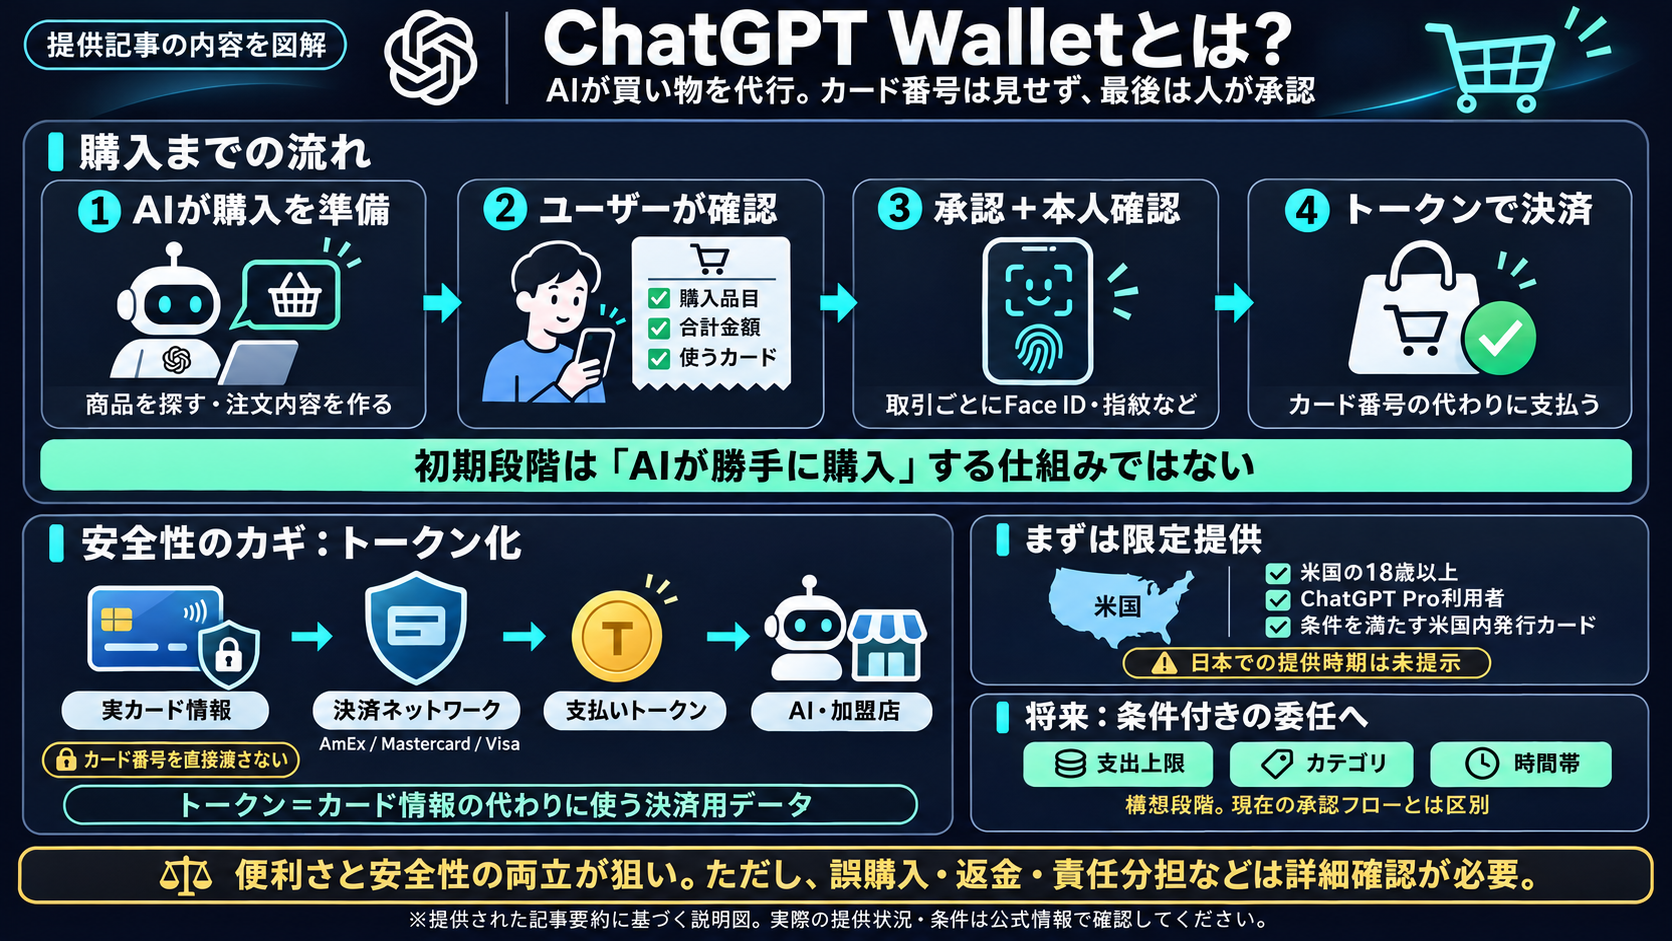 提供記事の内容を図解
ChatGPT Walletとは?
AIが買い物を代行。カード番号は見せず、最後は人が承認
購入までの流れ
1 AIが購入を準備
商品を探す・注文内容を作る
2 ユーザーが確認
購入品目
合計金額
使うカード
3 承認＋本人確認
取引ごとにFace ID・指紋など
4 トークンで決済
カード番号の代わりに支払う
初期段階は「AIが勝手に購入」する仕組みではない
安全性のカギ：トークン化
実カード情報
カード番号を直接渡さない
決済ネットワーク
AmEx / Mastercard / Visa
T
支払いトークン
AI・加盟店
トークン＝カード情報の代わりに使う決済用データ
まずは限定提供
米国
米国の18歳以上
ChatGPT Pro利用者
条件を満たす米国内発行カード
日本での提供時期は未提示
将来：条件付きの委任へ
支出上限
カテゴリ
時間帯
構想段階。現在の承認フローとは区別
便利さと安全性の両立が狙い。ただし、誤購入・返金・責任分担などは詳細確認が必要。
※提供された記事要約に基づく説明図。実際の提供状況・条件は公式情報で確認してください。